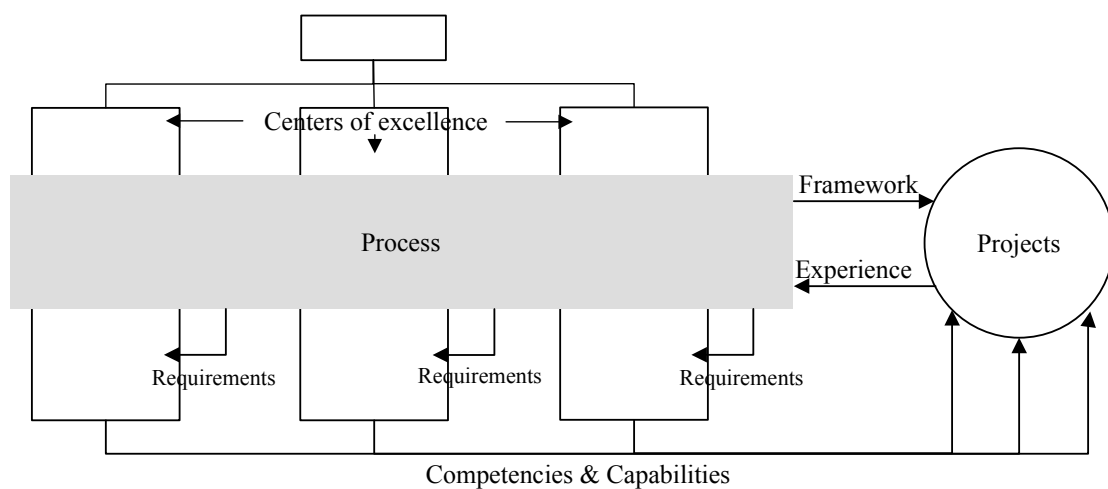 Centers of excellence
Framework
Process
Projects
Experience
Requirements
Requirements
Requirements
Competencies & Capabilities